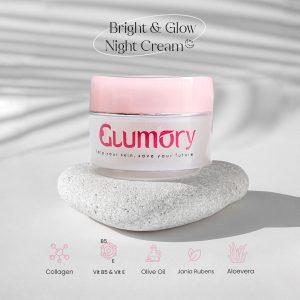 Bright & Glow
Night Cream
Glumory
Love your skin, save your future
B5
E
Collagen
Vit B5 & Vit E
Olive Oil
Jania Rubens
Aloevera